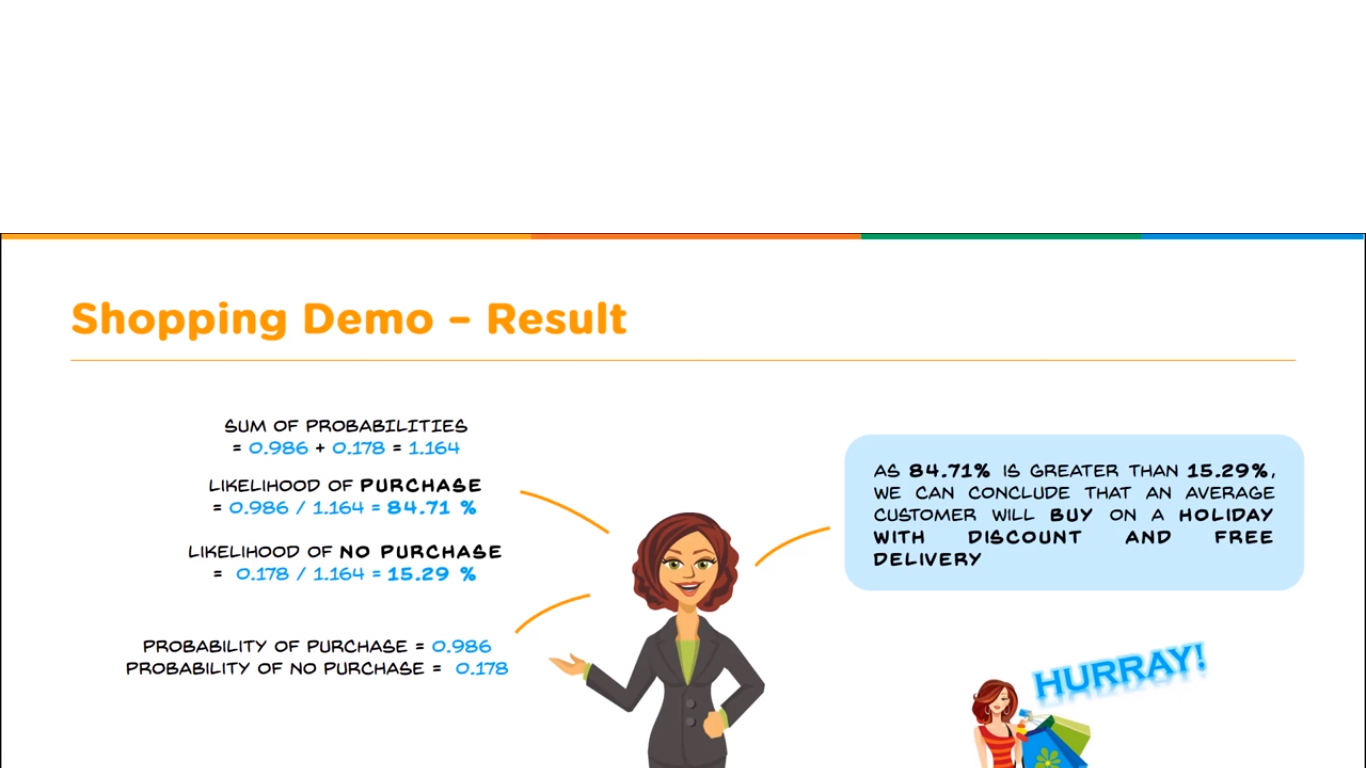 Shopping Demo – Result
SUM OF PROBABILITIES
= 0.986 + 0.178 = 1.164
LIKELIHOOD OF PURCHASE
= 0.986 / 1.164 = 84.71 %
LIKELIHOOD OF NO PURCHASE
= 0.178 / 1.164 = 15.29 %
PROBABILITY OF PURCHASE = 0.986
PROBABILITY OF NO PURCHASE = 0.178
AS 84.71% IS GREATER THAN 15.29%,
WE CAN CONCLUDE THAT AN AVERAGE
CUSTOMER WILL BUY ON A HOLIDAY
WITH DISCOUNT AND FREE
DELIVERY
HURRAY!